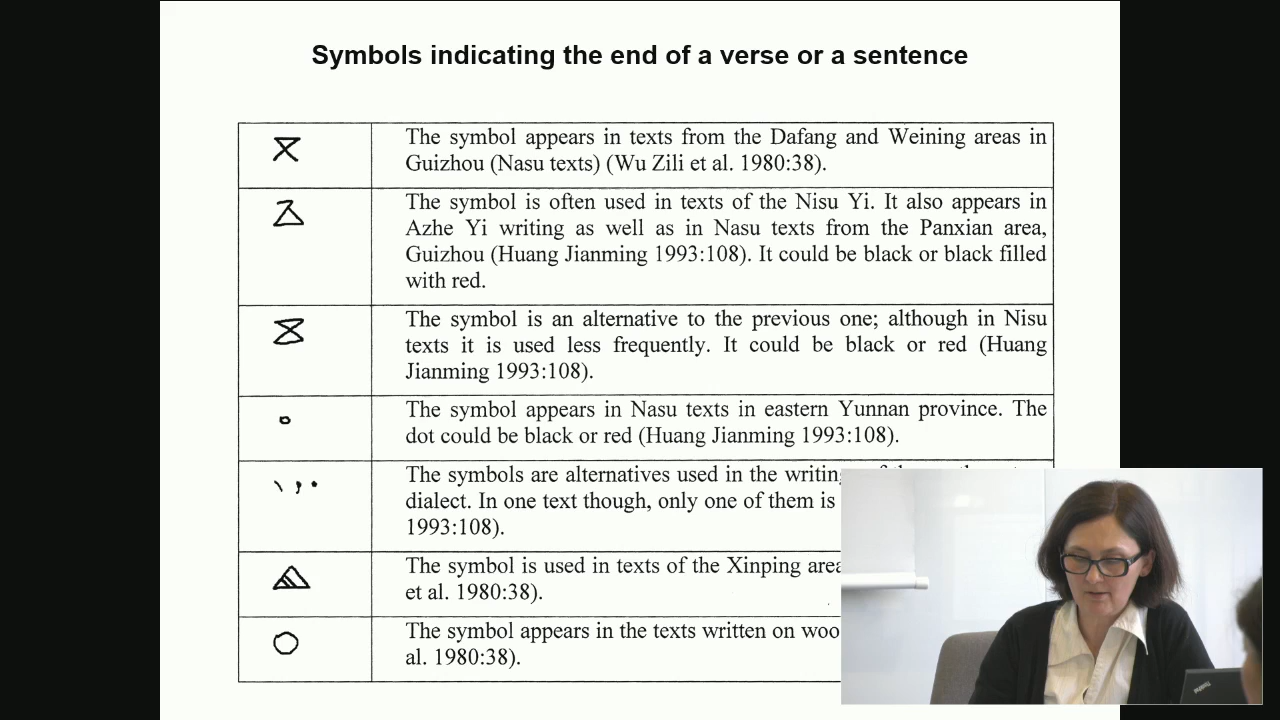 Symbols indicating the end of a verse or a sentence
The symbol appears in texts from the Dafang and Weining areas in
Guizhou (Nasu texts) (Wu Zili et al. 1980:38).
The symbol is often used in texts of the Nisu Yi. It also appears in
Azhe Yi writing as well as in Nasu texts from the Panxian area,
Guizhou (Huang Jianming 1993:108). It could be black or black filled
with red.
The symbol is an alternative to the previous one; although in Nisu
texts it is used less frequently. It could be black or red (Huang
Jianming 1993:108).
The symbol appears in Nasu texts in eastern Yunnan province. The
dot could be black or red (Huang Jianming 1993:108).
The symbols are alternatives used in the
dialect. In one text though, only one of them is
1993:108).
The symbol is used in texts of the Xinping
et al. 1980:38).
The symbol appears in the texts written on
al. 1980:38).
ThinkPad